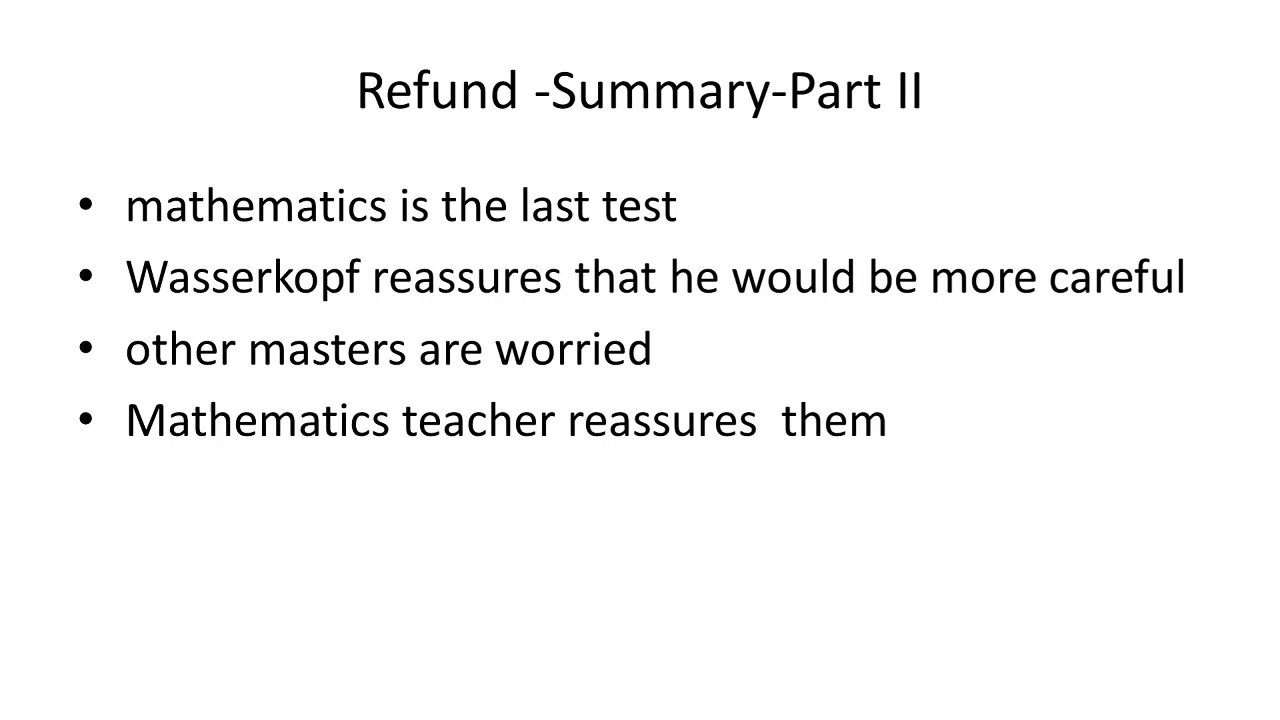 Refund -Summary-Part II
• mathematics is the last test
• Wasserkopf reassures that he would be more careful
• other masters are worried
• Mathematics teacher reassures  them